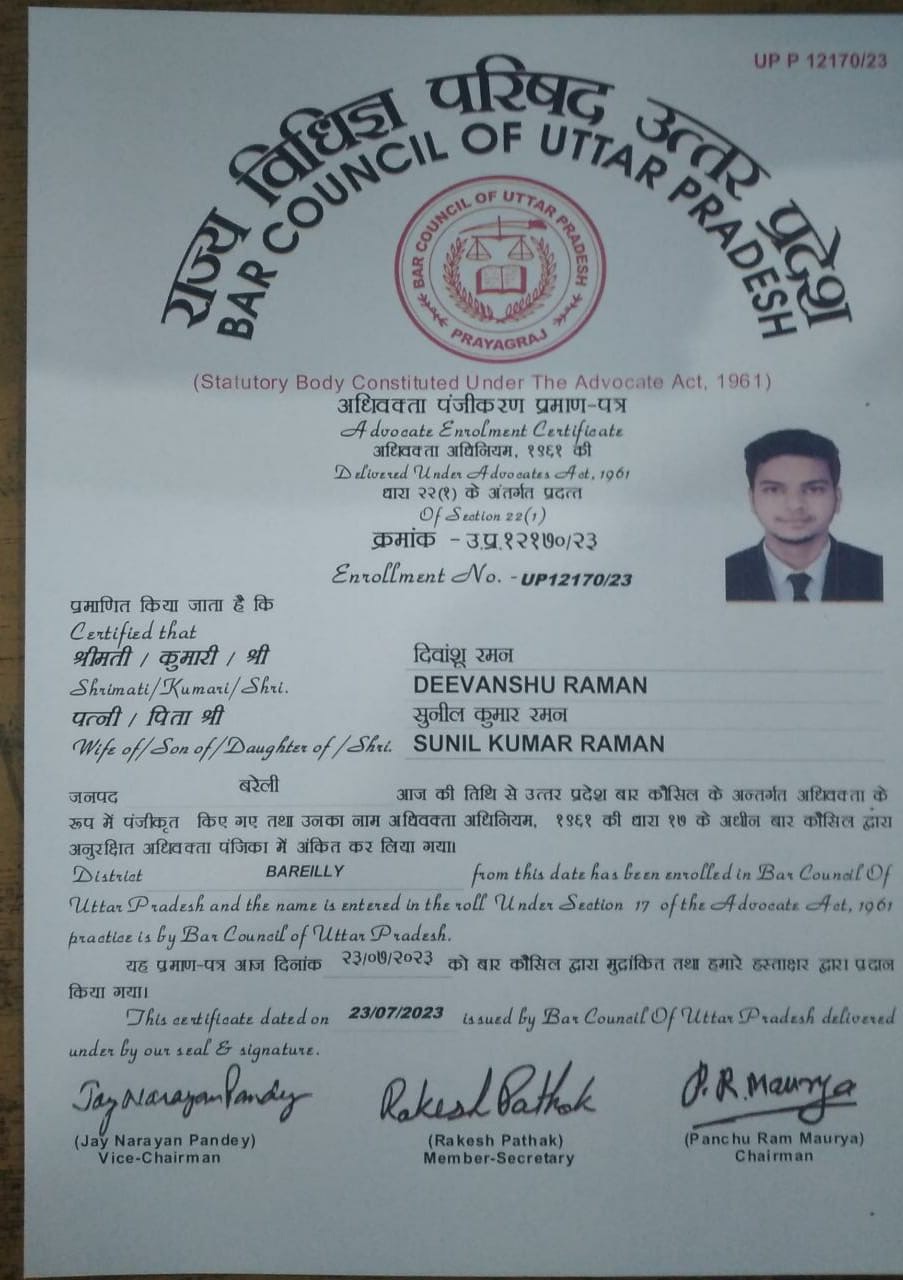 UP P 12170/23
राज्य विधिज्ञ परिषद उत्तर प्रदेश
BAR COUNCIL OF UTTAR PRADESH
BAR COUNCIL OF UTTAR PRADESH
PRAYAGRAJ
(Statutory Body Constituted Under The Advocate Act, 1961)
अधिवक्ता पंजीकरण प्रमाण-पत्र
Advocate Enrolment Certificate
अधिवक्ता अधिनियम, १९६१ की
Delivered Under Advocates Act, 1961
धारा २२(१) के अंतर्गत प्रदत्त
Of Section 22(1)
क्रमांक - उ.प्र.१२१७०/२३
Enrollment No. - UP12170/23
प्रमाणित किया जाता है कि
Certified that
श्रीमती / कुमारी / श्री दिवांशू रमन
Shrimati/Kumari/Shri. DEEVANSHU RAMAN
पत्नी / पिता श्री सुनील कुमार रमन
Wife of/Son of/Daughter of /Shri. SUNIL KUMAR RAMAN
जनपद बरेली आज की तिथि से उत्तर प्रदेश बार कौसिल के अन्तर्गत अधिवक्ता के
रूप में पंजीकृत किए गए तथा उनका नाम अधिवक्ता अधिनियम, १९६१ की धारा १७ के अधीन बार कौसिल द्वारा
अनुरक्षित अधिवक्ता पंजिका में अंकित कर लिया गया।
District BAREILLY from this date has been enrolled in Bar Council Of
Uttar Pradesh and the name is entered in the roll Under Section 17 of the Advocate Act, 1961
practice is by Bar Council of Uttar Pradesh.
यह प्रमाण-पत्र आज दिनांक २३/०७/२०२३ को बार कौसिल द्वारा मुद्रांकित तथा हमारे हस्ताक्षर द्वारा प्रदान
किया गया।
This certificate dated on 23/07/2023 issued by Bar Council Of Uttar Pradesh delivered
under by our seal & signature.
Jay Narayan Pandey Rakesh Pathak P. R. Maurya
(Jay Narayan Pandey) (Rakesh Pathak) (Panchu Ram Maurya)
Vice-Chairman Member-Secretary Chairman